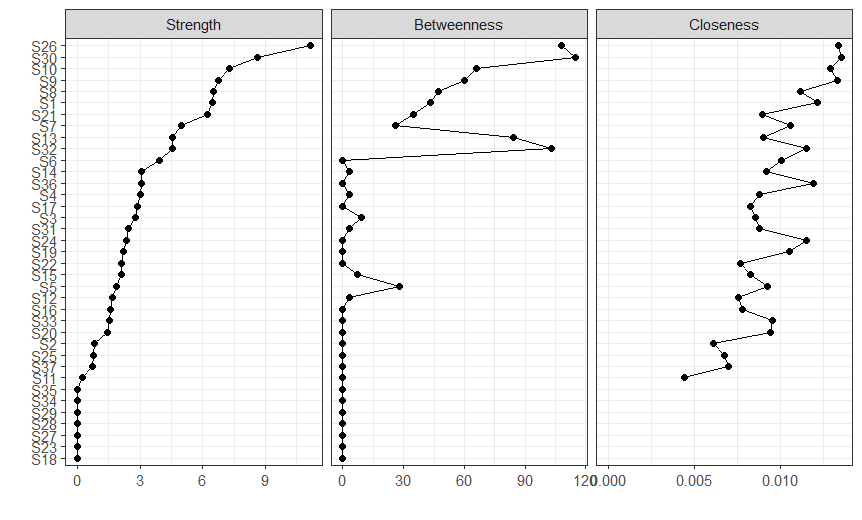 Strength Betweenness Closeness
S26
S30
S10
S9
S8
S1
S21
S7
S13
S32
S6
S14
S36
S4
S17
S3
S31
S24
S19
S22
S15
S5
S12
S16
S33
S20
S2
S25
S37
S11
S35
S34
S29
S28
S27
S23
S18
0 3 6 9 0 30 60 90 120 0.000 0.005 0.010